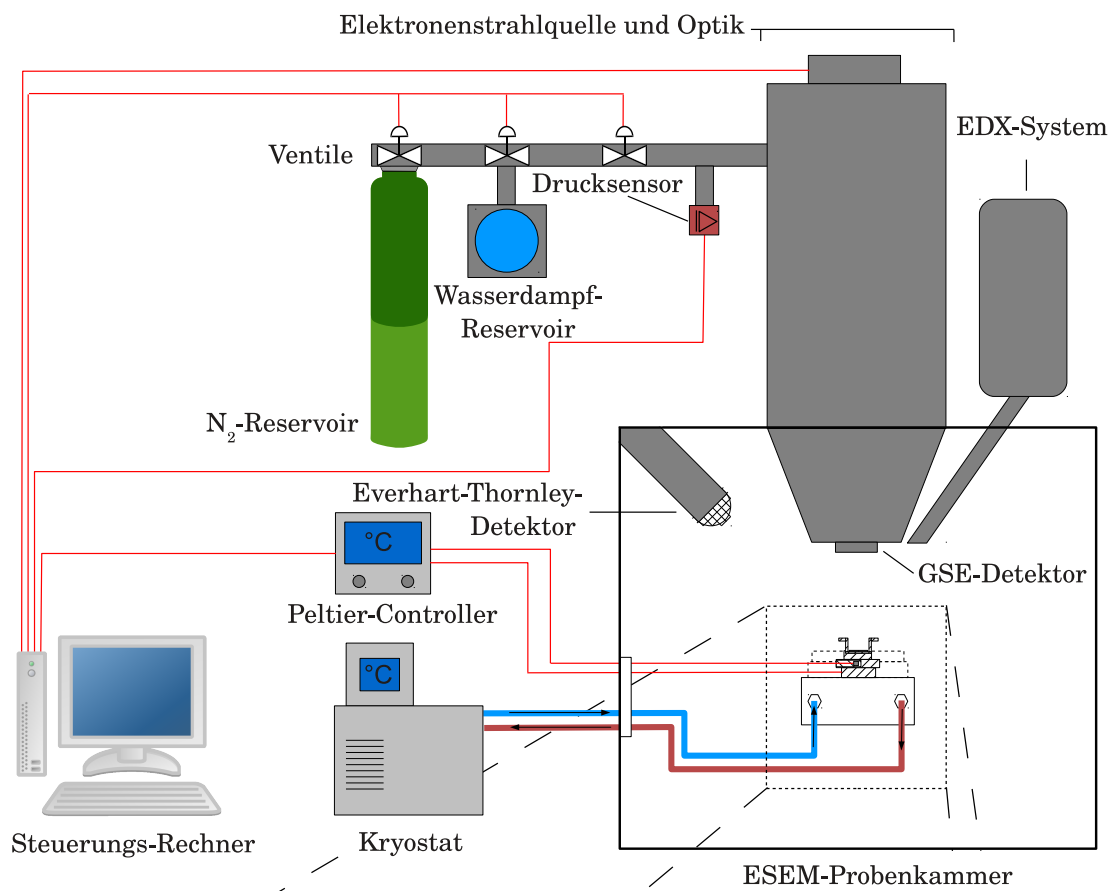 Elektronenstrahlquelle und Optik
EDX-System
Ventile
Drucksensor
Wasserdampf-
Reservoir
N₂-Reservoir
Everhart-Thornley-
Detektor
°C
GSE-Detektor
Peltier-Controller
°C
Steuerungs-Rechner
Kryostat
ESEM-Probenkammer